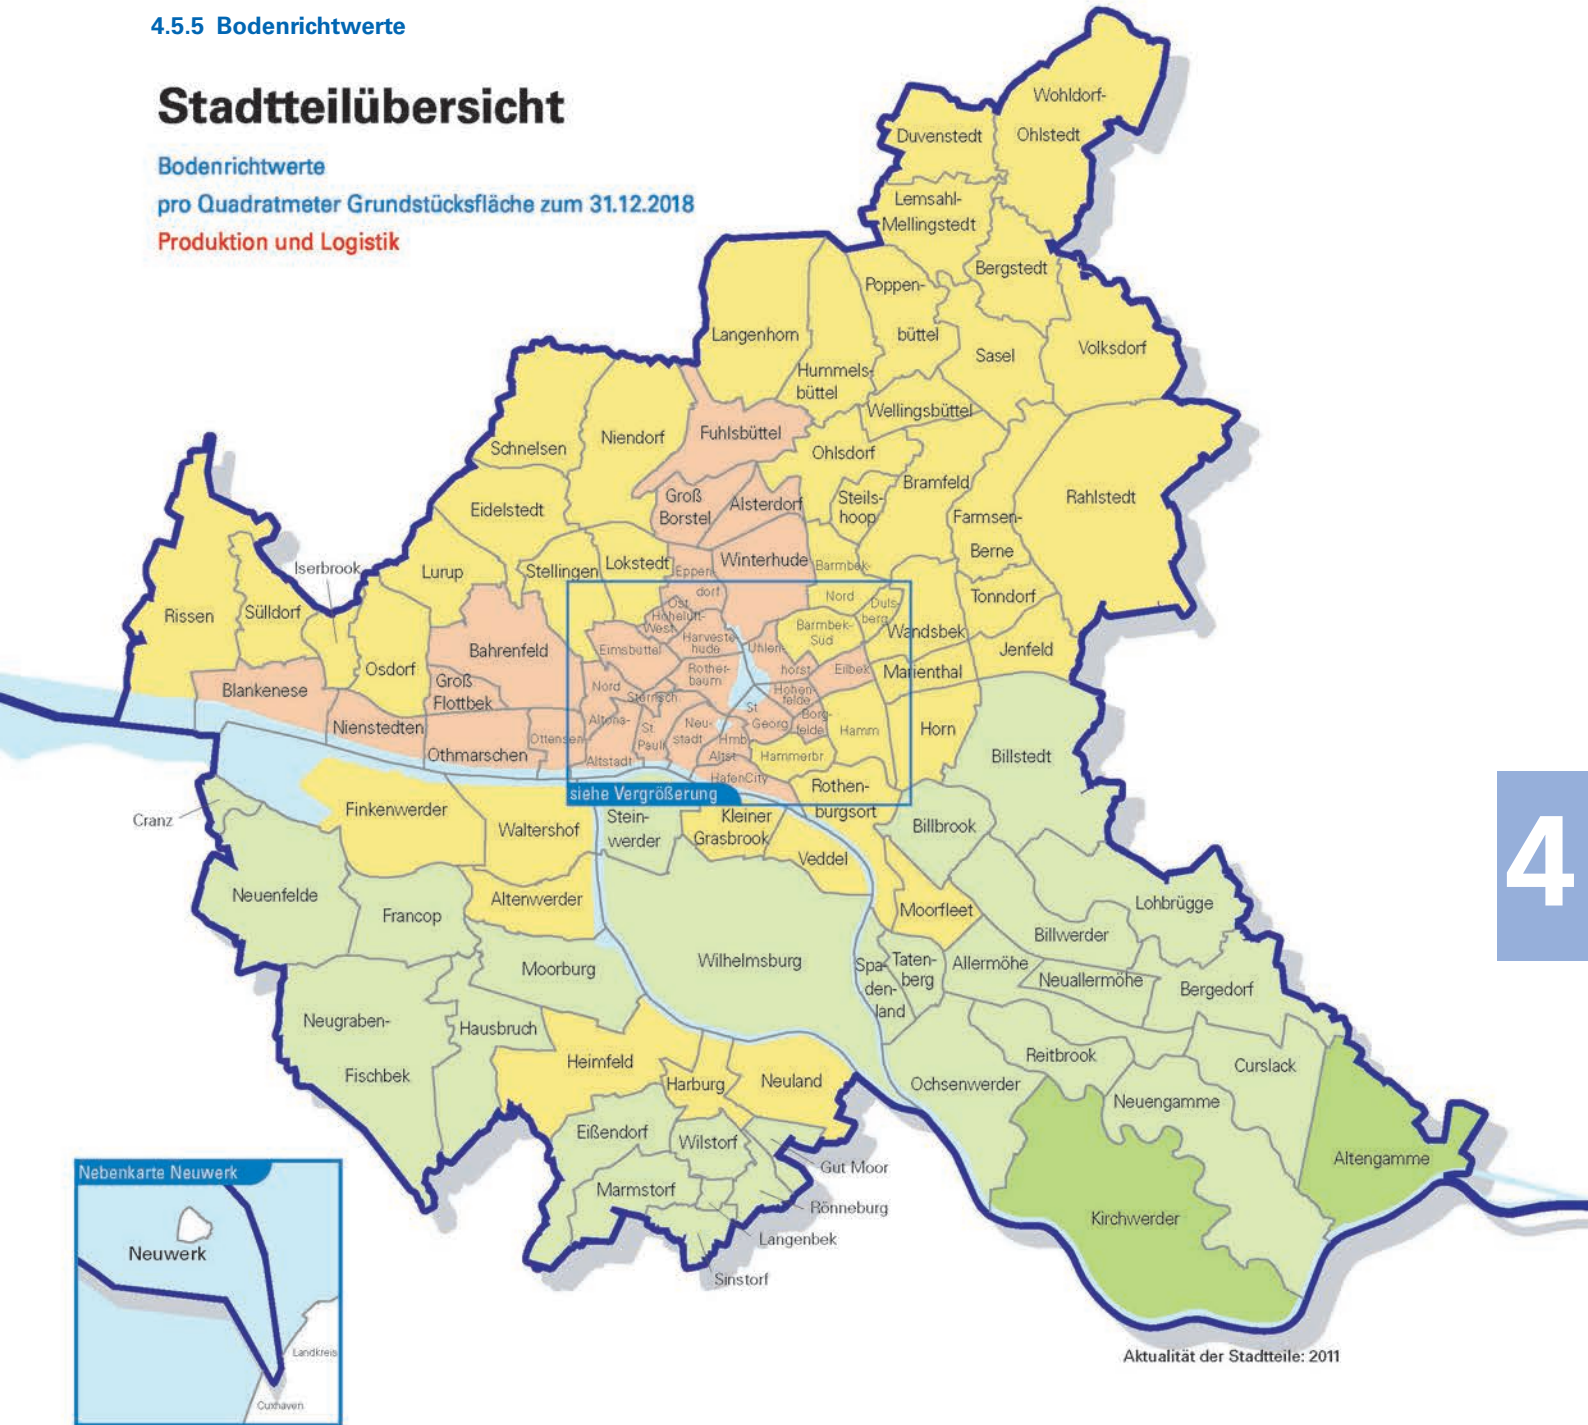 4.5.5 Bodenrichtwerte
Stadtteilübersicht
Bodenrichtwerte
pro Quadratmeter Grundstücksfläche zum 31.12.2018
Produktion und Logistik
Wohldorf-
Ohlstedt
Duvenstedt
Lemsahl-
Mellingstedt
Bergstedt
Poppen-
büttel
Langenhorn
Hummels-
büttel
Sasel
Volksdorf
Wellingsbüttel
Schnelsen
Niendorf
Fuhlsbüttel
Ohlsdorf
Bramfeld
Steils-
hoop
Farmsen-
Berne
Rahlstedt
Eidelstedt
Groß
Borstel
Alsterdorf
Winterhude
Lurup
Stellingen
Lokstedt
Eppen-
dorf
Barmbek-
Nord
Iserbrook
Rissen
Sülldorf
Osdorf
Bahrenfeld
Groß
Flottbek
Ost
Hoheluft-
West
Harveste-
hude
Eimsbüttel
Rother-
baum
Uhlen-
horst
Barmbek-
Süd
Duls-
berg
Wandsbek
Tonndorf
Jenfeld
Eilbek
Marienthal
Blankenese
Nienstedten
Othmarschen
Ottensen
Nord
Altona-
Altstadt
Sternsch.
St.
Pauli
Neu-
stadt
Hmb.
Altst.
St.
Georg
Hohen-
felde
Borg-
felde
Hamm
Horn
Hammerbr.
HafenCity
siehe Vergrößerung
Rothen-
burgsort
Billstedt
Billbrook
Cranz
Finkenwerder
Waltershof
Stein-
werder
Kleiner
Grasbrook
Veddel
Neuenfelde
Francop
Altenwerder
Moorburg
Wilhelmsburg
Moorfleet
Lohbrügge
Billwerder
Spa-
den-
land
Taten-
berg
Allermöhe
Neuallermöhe
Bergedorf
Neugraben-
Fischbek
Hausbruch
Heimfeld
Harburg
Neuland
Reitbrook
Curslack
Ochsenwerder
Neuengamme
Altengamme
Kirchwerder
Eißendorf
Wilstorf
Gut Moor
Marmstorf
Rönneburg
Langenbek
Sinstorf
Nebenkarte Neuwerk
Neuwerk
Landkreis
Cuxhaven
4
Aktualität der Stadtteile: 2011